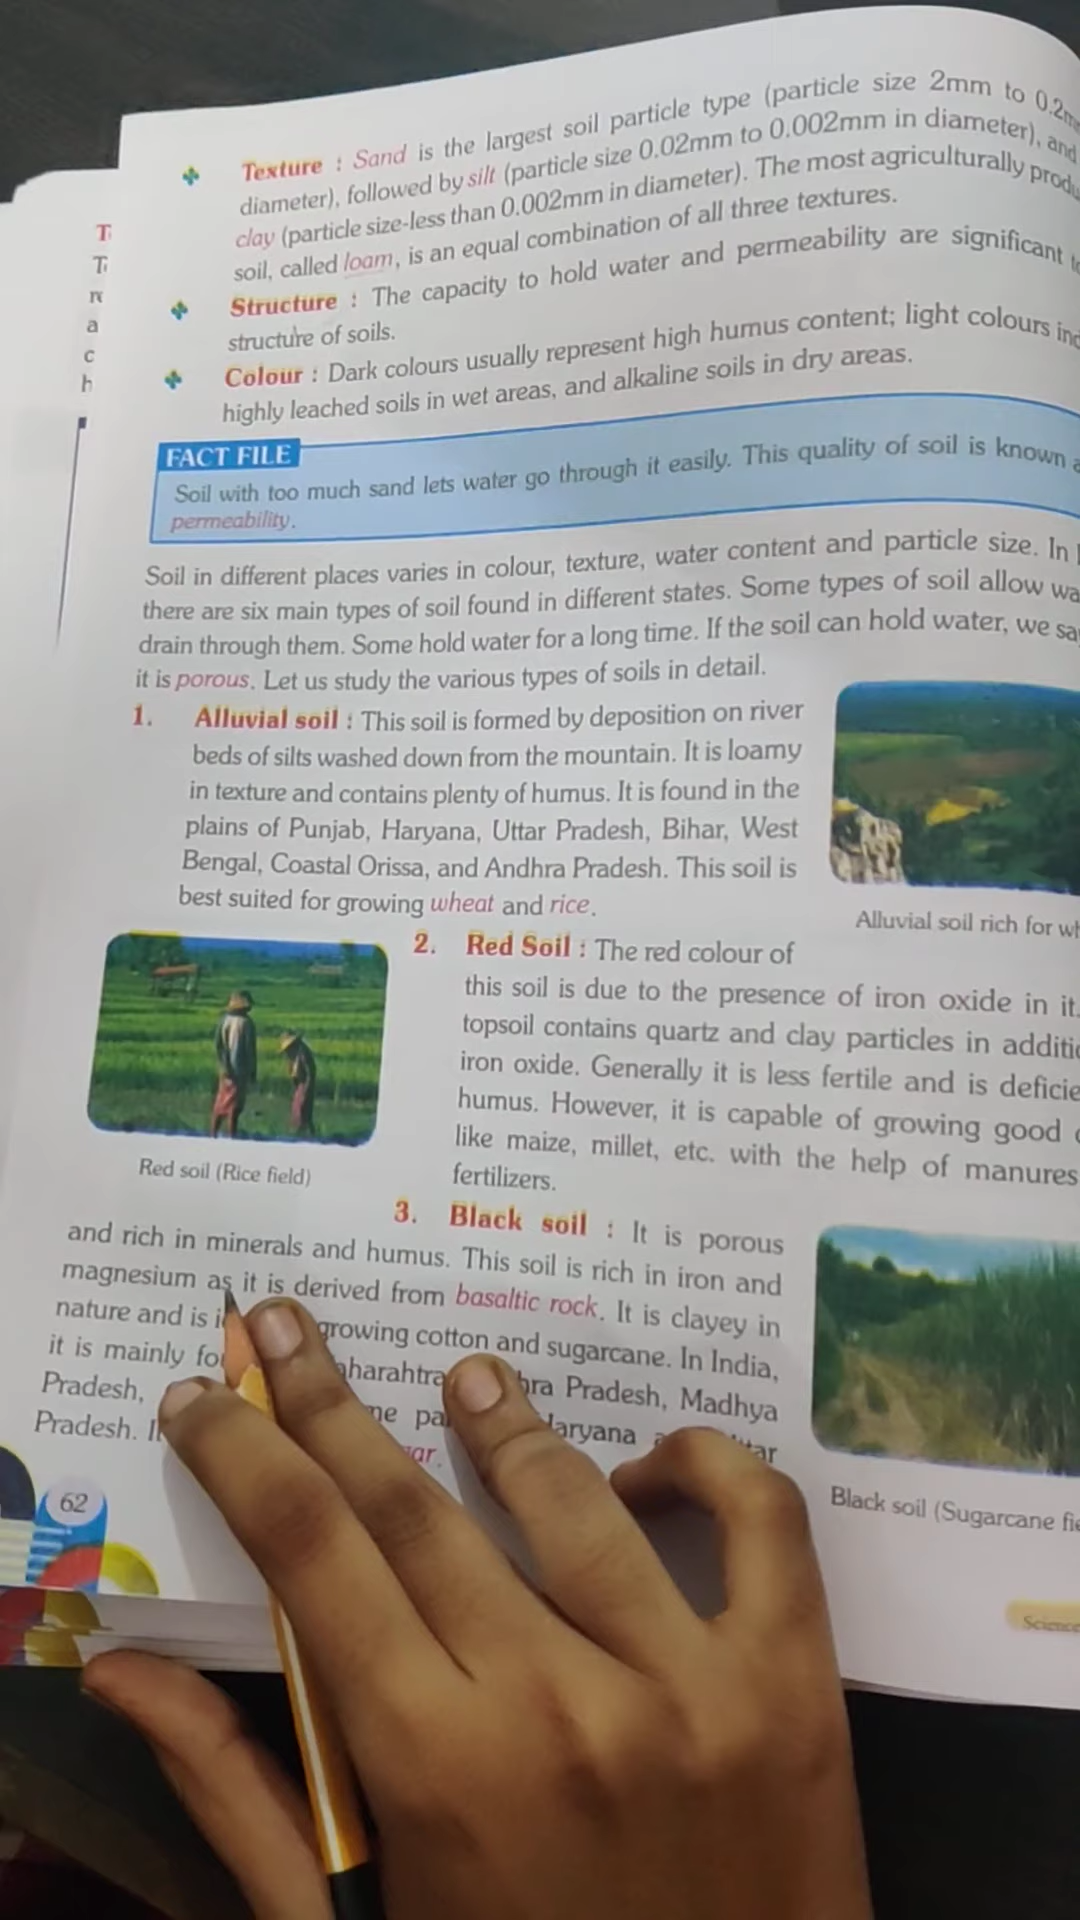 Texture : Sand is the largest soil particle type (particle size 2mm to
diameter), followed by silt (particle size 0.02mm to 0.002mm in diameter), and
clay (particle size-less than 0.002mm in diameter). The most agriculturally
soil, called loam, is an equal combination of all three textures.
Structure : The capacity to hold water and permeability are significant
structure of soils.
Colour : Dark colours usually represent high humus content; light colours
highly leached soils in wet areas, and alkaline soils in dry areas.
FACT FILE
Soil with too much sand lets water go through it easily. This quality of soil is known
permeability.
Soil in different places varies in colour, texture, water content and particle size. In
there are six main types of soil found in different states. Some types of soil allow
drain through them. Some hold water for a long time. If the soil can hold water, we
it is porous. Let us study the various types of soils in detail.
1. Alluvial soil : This soil is formed by deposition on river
beds of silts washed down from the mountain. It is loamy
in texture and contains plenty of humus. It is found in the
plains of Punjab, Haryana, Uttar Pradesh, Bihar, West
Bengal, Coastal Orissa, and Andhra Pradesh. This soil is
best suited for growing wheat and rice.
Alluvial soil rich for
2. Red Soil : The red colour of
this soil is due to the presence of iron oxide in it.
topsoil contains quartz and clay particles in
iron oxide. Generally it is less fertile and is
humus. However, it is capable of growing good
like maize, millet, etc. with the help of manures
fertilizers.
Red soil (Rice field)
3. Black soil : It is porous
and rich in minerals and humus. This soil is rich in iron and
magnesium as it is derived from basaltic rock. It is clayey in
nature and is growing cotton and sugarcane. In India,
it is mainly Pradesh, Madhya
Pradesh,
Pradesh.
Black soil (Sugarcane
62
Science